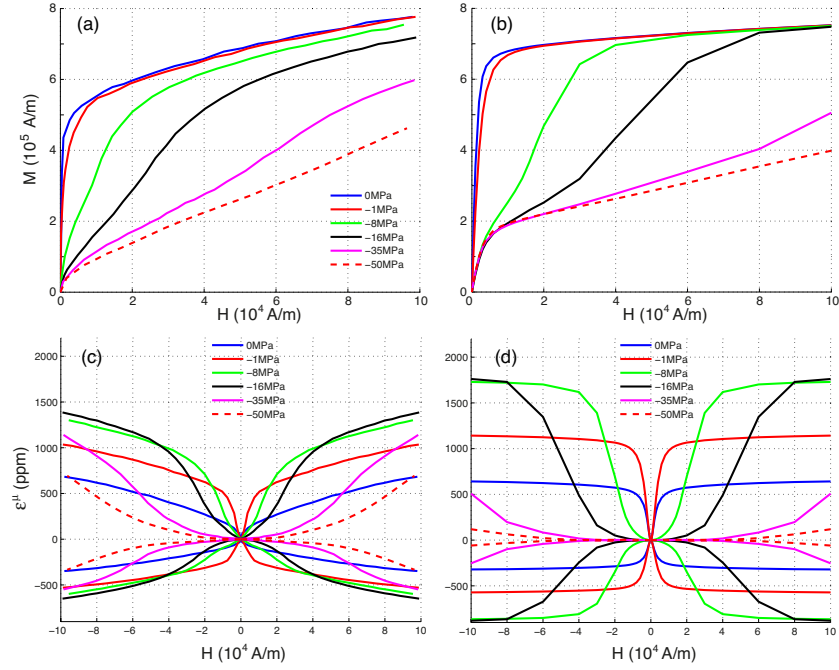 (a)
M (10⁵ A/m)
8
6
4
2
0
0 2 4 6 8 10
H (10⁴ A/m)
0MPa
−1MPa
−8MPa
−16MPa
−35MPa
−50MPa
(b)
8
6
4
2
0
0 2 4 6 8 10
H (10⁴ A/m)
(c)
εᵘ (ppm)
2000
1500
1000
500
0
−500
−10 −8 −6 −4 −2 0 2 4 6 8 10
H (10⁴ A/m)
0MPa
−1MPa
−8MPa
−16MPa
−35MPa
−50MPa
(d)
2000
1500
1000
500
0
−500
−10 −8 −6 −4 −2 0 2 4 6 8 10
H (10⁴ A/m)
0MPa
−1MPa
−8MPa
−16MPa
−35MPa
−50MPa